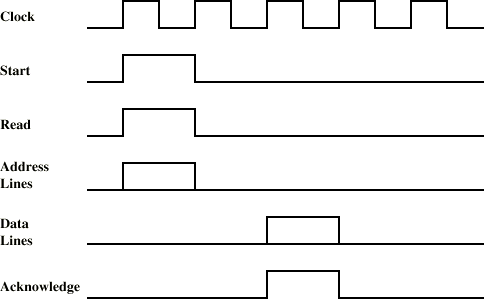 Clock
Start
Read
Address
Lines
Data
Lines
Acknowledge